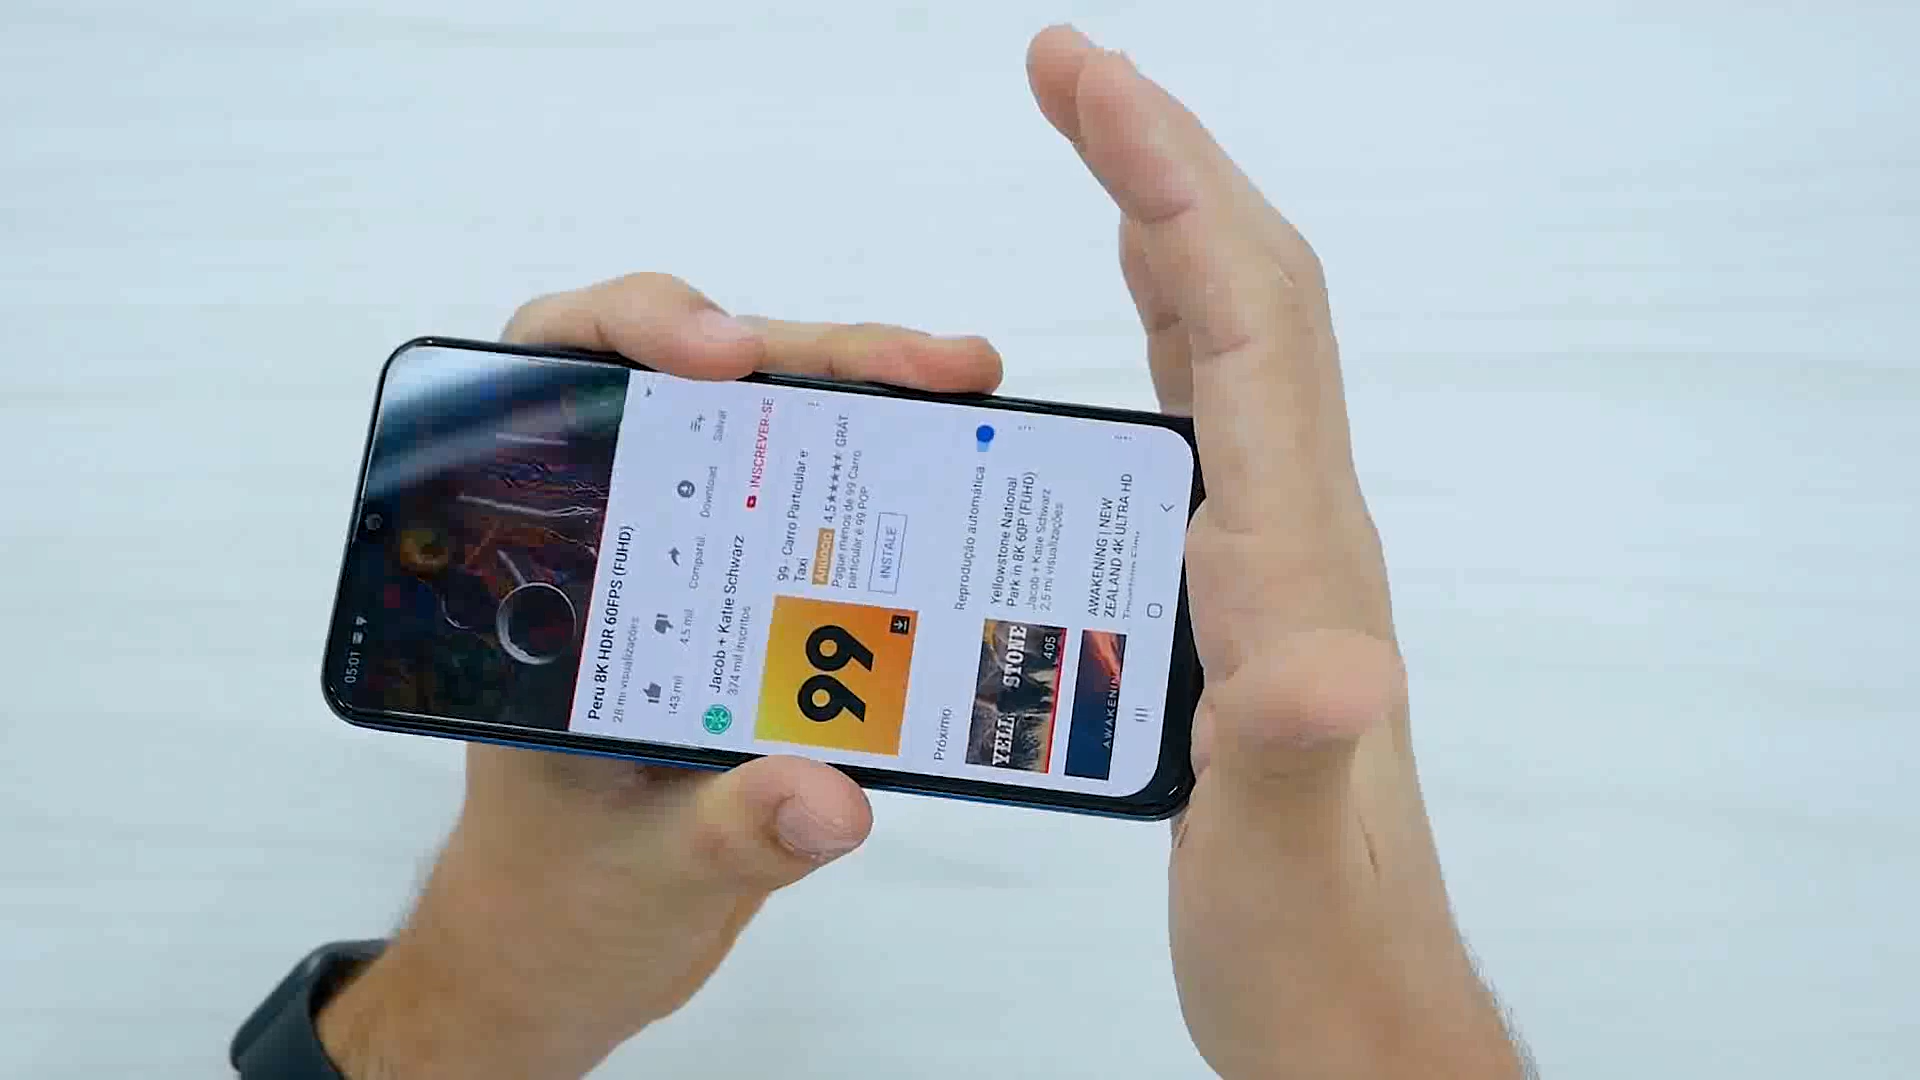 05:01
Peru 8K HDR 60FPS (FUHD)
28 mi visualizações
143 mil
4,5 mil
Compartil.
Download
Salvar
Jacob + Katie Schwarz
374 mil inscritos
INSCREVER-SE
99
99 - Carro Particular e
Taxi
Anúncio 4,5★★★★★ GRÁT
Pague menos de 99 Carro
particular é 99 POP
INSTALE
Próximo
Reprodução automática
YELL STONE
4:05
Yellowstone National
Park in 8K 60P (FUHD)
Jacob + Katie Schwarz
2,5 mi visualizações
AWAKENIN
AWAKENING | NEW
ZEALAND 4K ULTRA HD